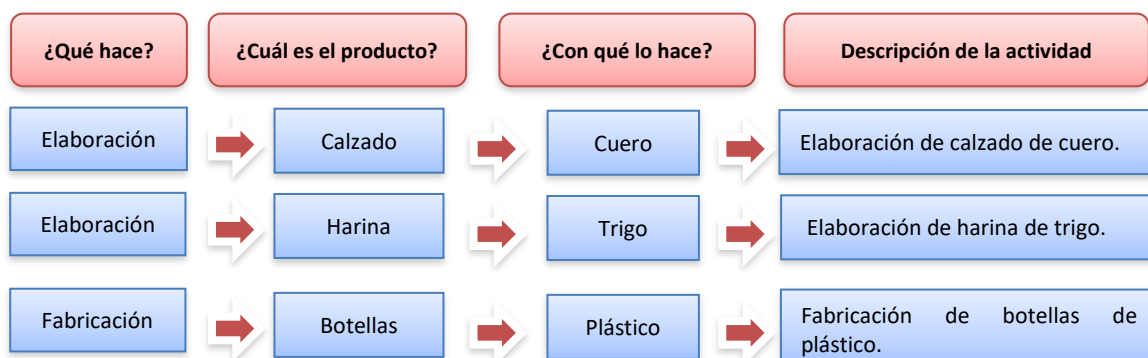 ¿Qué hace? ¿Cuál es el producto? ¿Con qué lo hace? Descripción de la actividad
Elaboración Calzado Cuero Elaboración de calzado de cuero.
Elaboración Harina Trigo Elaboración de harina de trigo.
Fabricación Botellas Plástico Fabricación de botellas de
plástico.